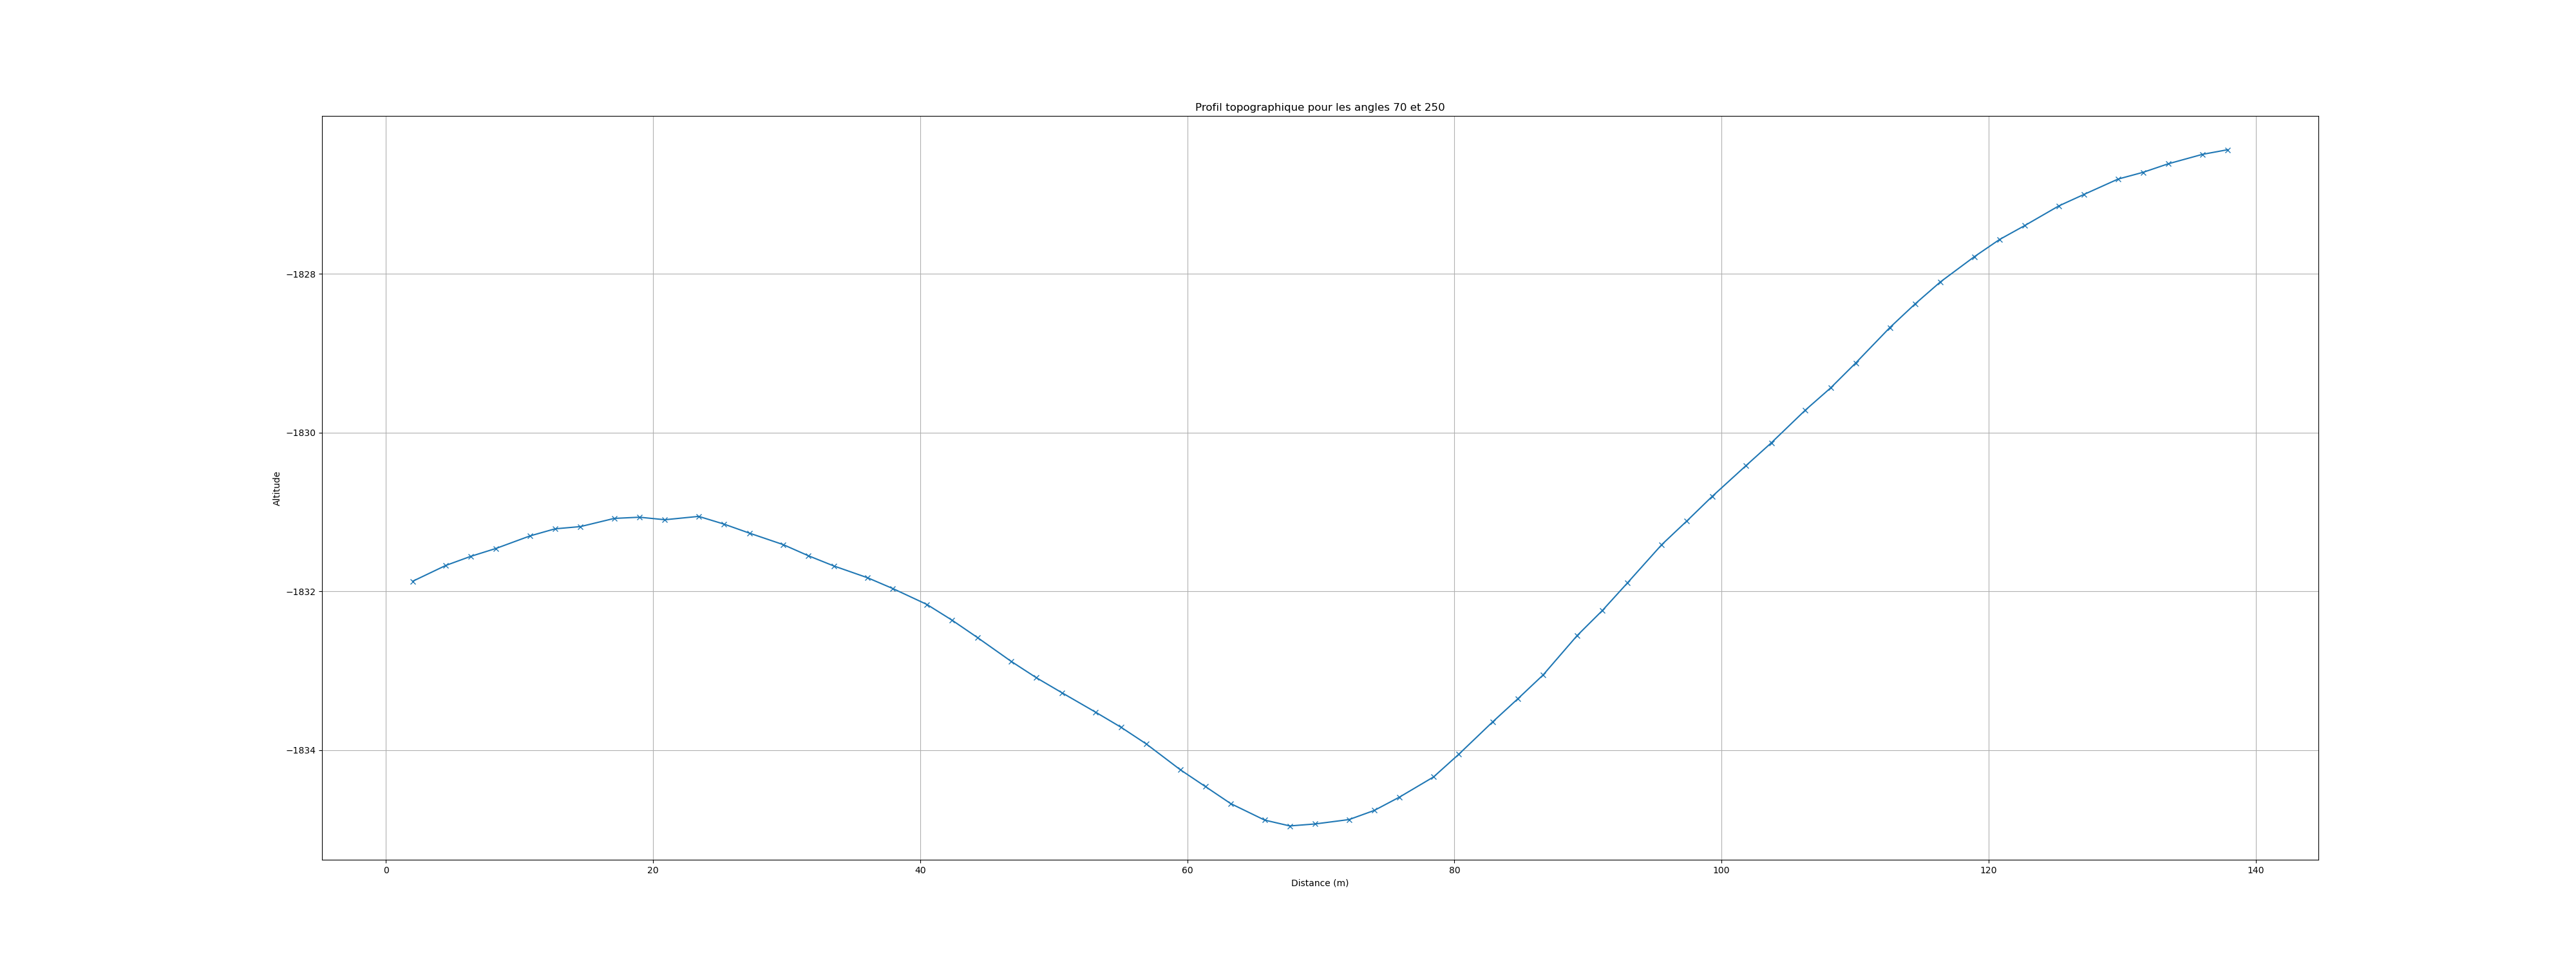 Profil topographique pour les angles 70 et 250
Altitude
−1828
−1830
−1832
−1834
0 20 40 60 80 100 120 140
Distance (m)